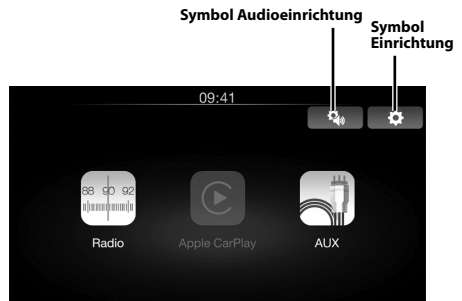 Symbol Audioeinrichtung
Symbol
Einrichtung
09:41
88 90 92
Radio
Apple CarPlay
AUX